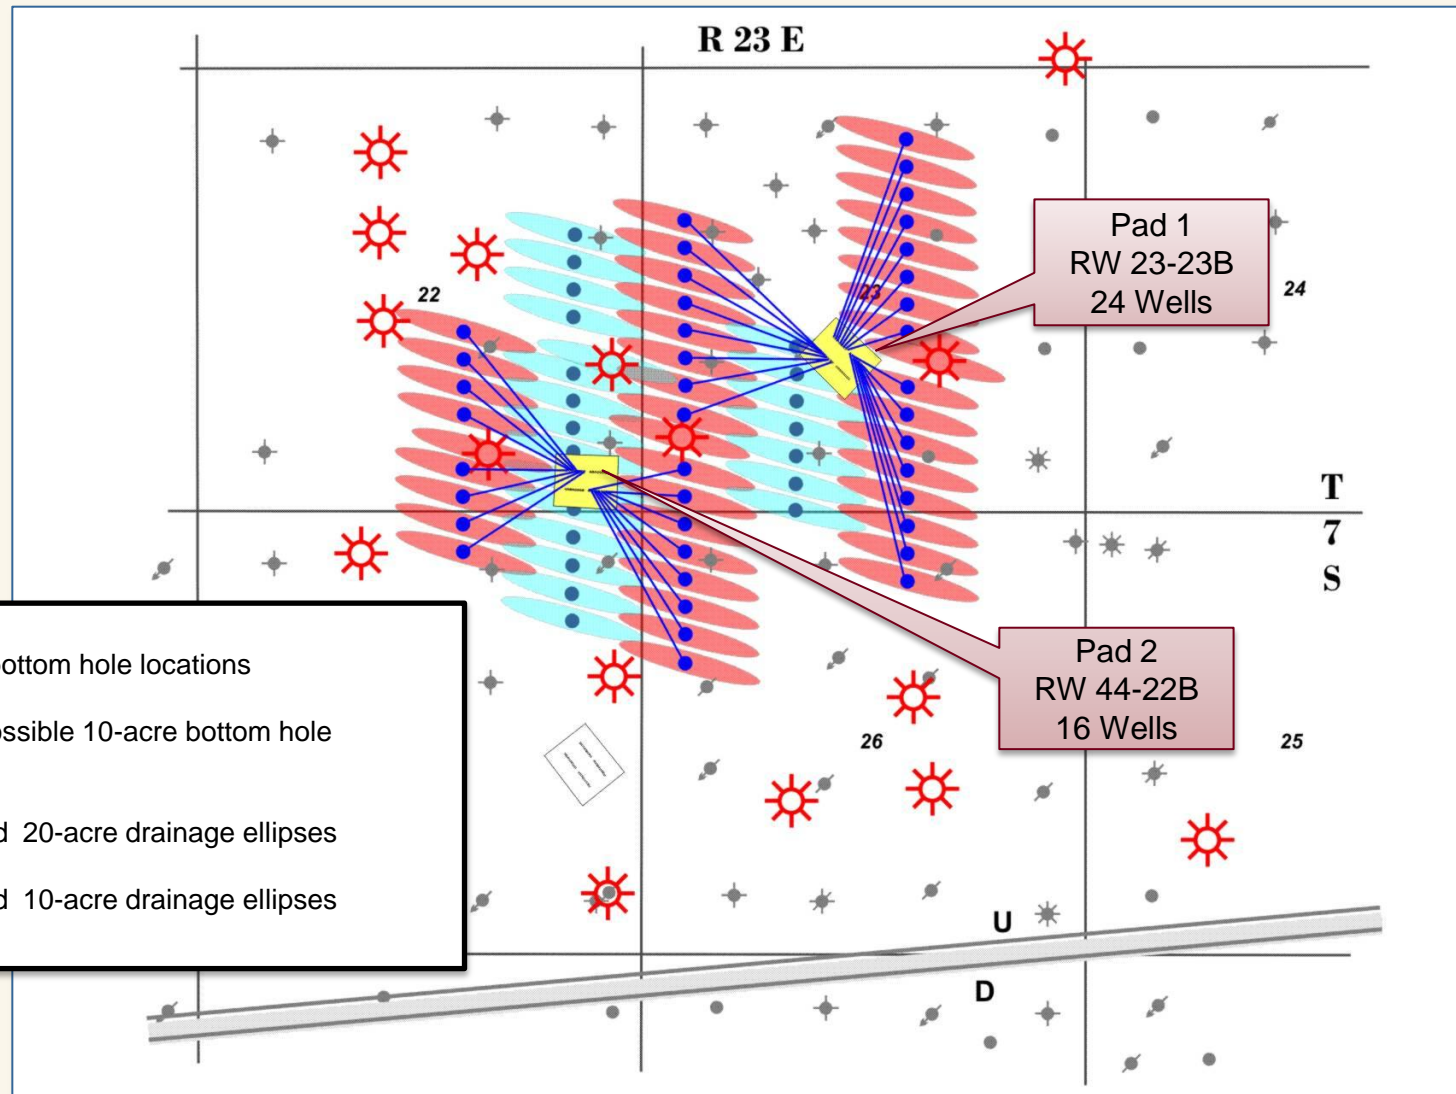 R 23 E
22
23
24
Pad 1
RW 23-23B
24 Wells
T
7
S
Pad 2
RW 44-22B
16 Wells
26
25
bottom hole locations
ossible 10-acre bottom hole
d 20-acre drainage ellipses
d 10-acre drainage ellipses
U
D